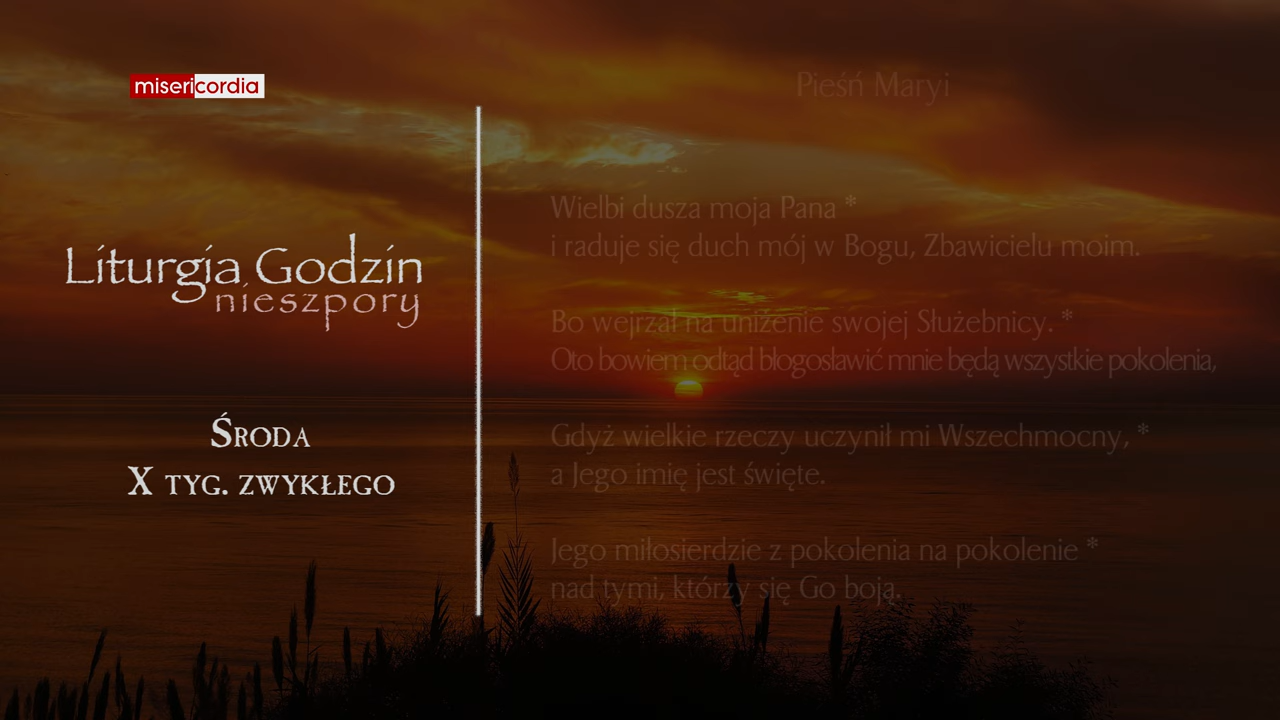 misericordia
Liturgia Godzin
nieszpory
Środa
X tyg. zwykłego
Pieśń Maryi
Wielbi dusza moja Pana *
i raduje się duch mój w Bogu, Zbawicielu moim.
Bo wejrzał na uniżenie swojej Służebnicy. *
Oto bowiem odtąd błogosławić mnie będą wszystkie pokolenia,
Gdyż wielkie rzeczy uczynił mi Wszechmocny, *
a Jego imię jest święte.
Jego miłosierdzie z pokolenia na pokolenie *
nad tymi, którzy się Go boją.